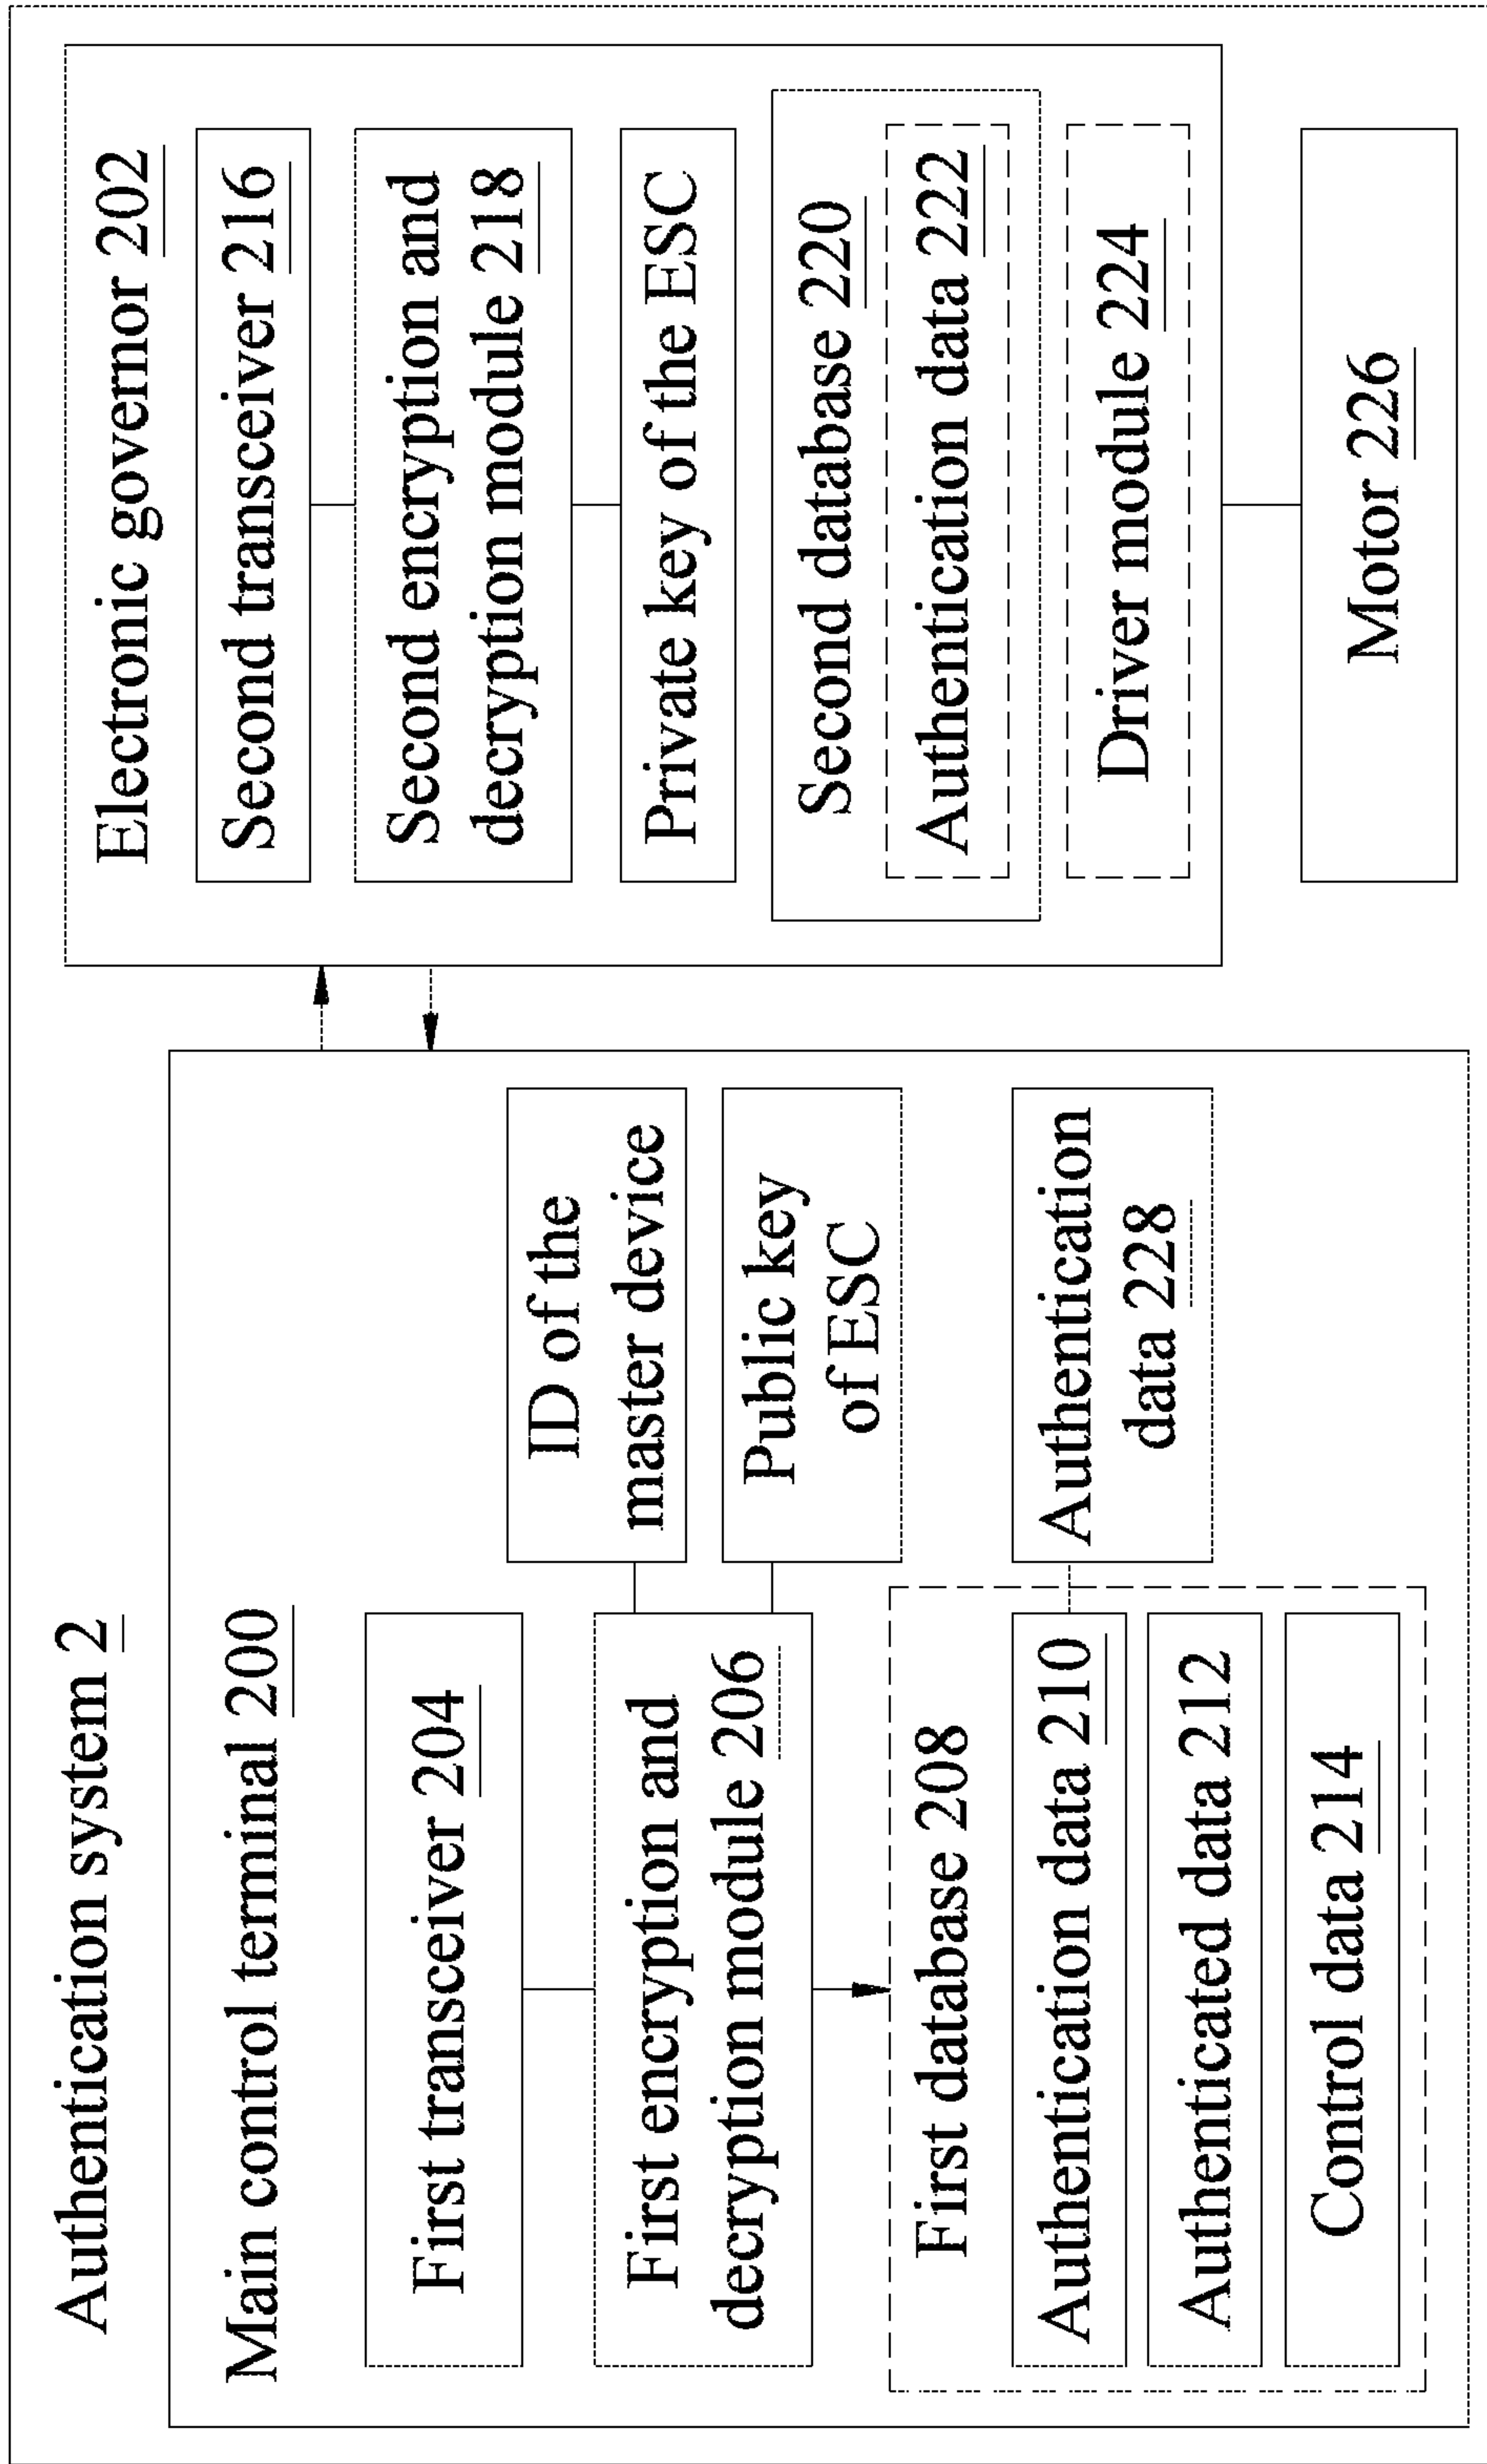 Authentication system 2
Main control terminal 200
First transceiver 204
First encryption and
decryption module 206
ID of the
master device
Public key
of ESC
First database 208
Authentication data 210
Authenticated data 212
Control data 214
Authentication
data 228
Electronic governor 202
Second transceiver 216
Second encryption and
decryption module 218
Private key of the ESC
Second database 220
Authentication data 222
Driver module 224
Motor 226